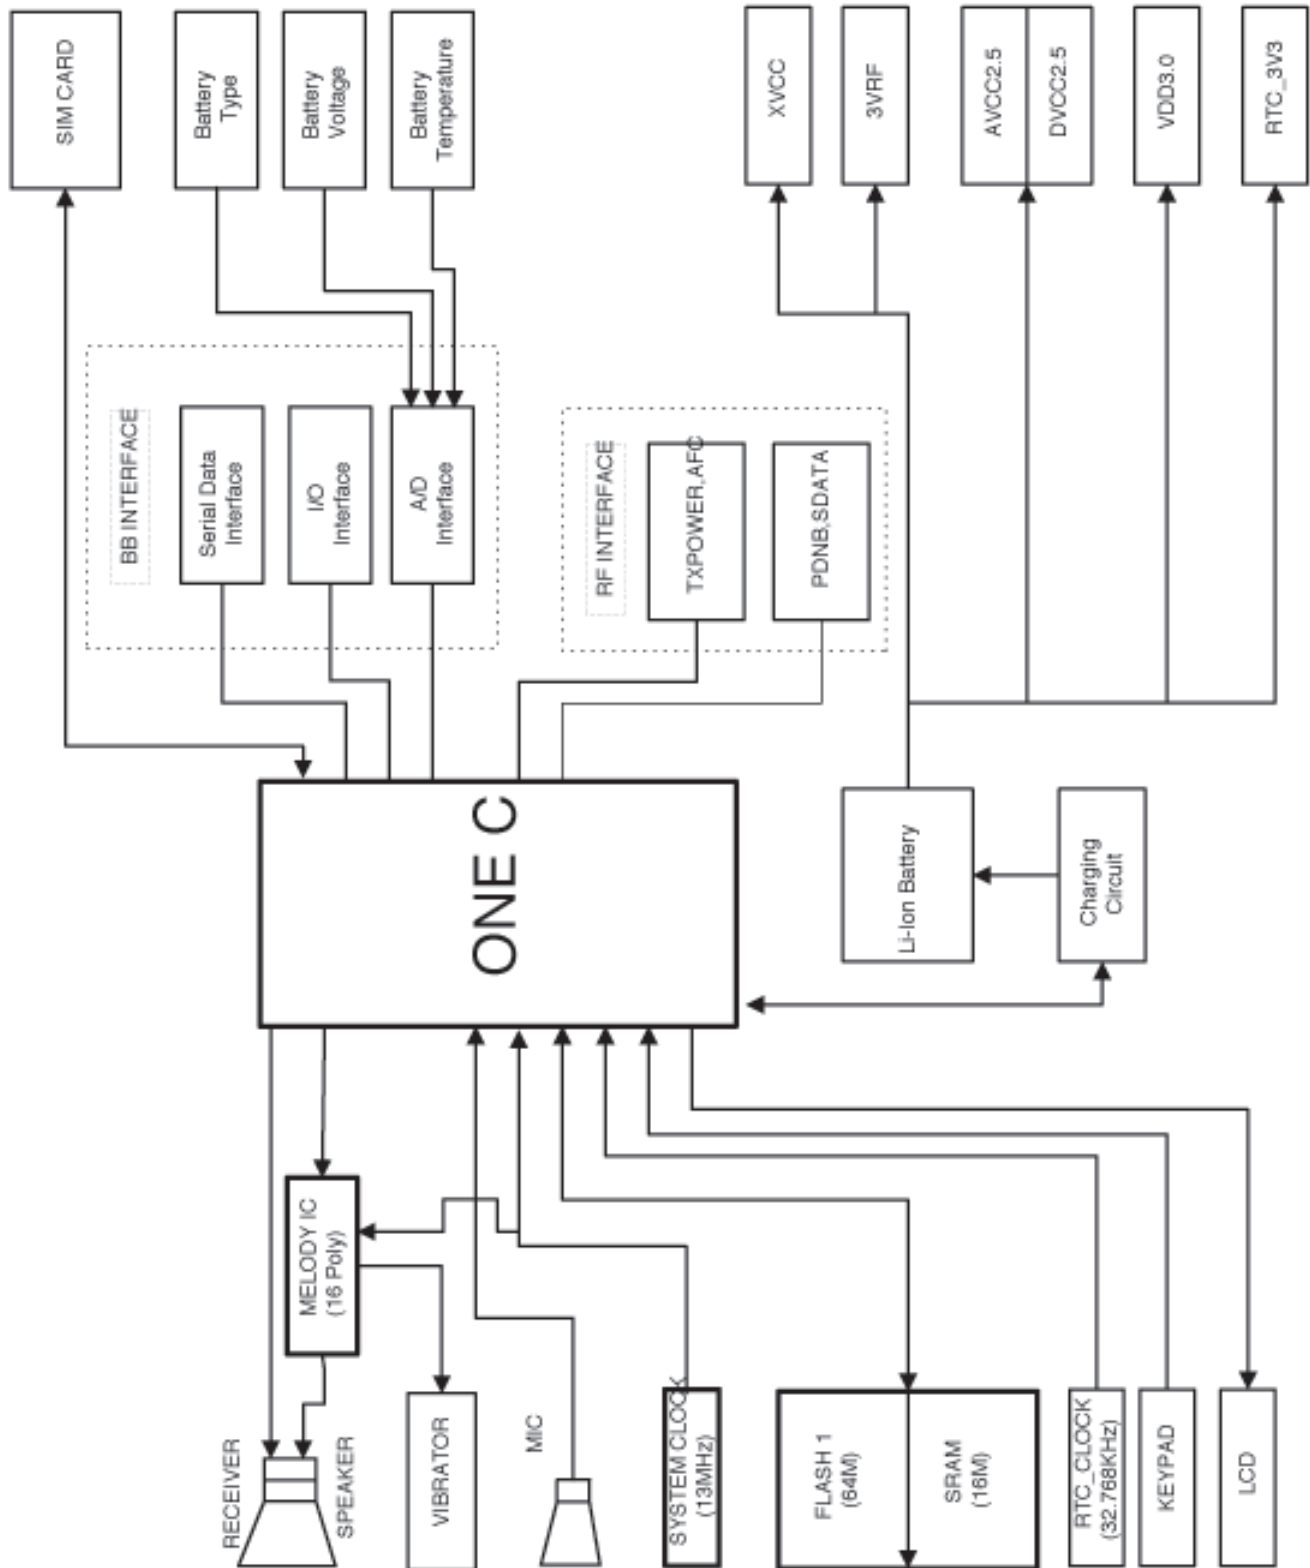 SIM CARD
Battery
Type
Battery
Voltage
Battery
Temperature
XVCC
3VRF
AVCC2.5
DVCC2.5
VDD3.0
RTC_3V3
BB INTERFACE
Serial Data
Interface
I/O
Interface
A/D
Interface
RF INTERFACE
TXPOWER,AFC
PDNB,SDATA
ONE C
Li-Ion Battery
Charging
Circuit
MELODY IC
(16 Poly)
RECEIVER
SPEAKER
VIBRATOR
MIC
SYSTEM CLOCK
(13MHz)
FLASH 1
(64M)
SRAM
(16M)
RTC_CLOCK
(32.768KHz)
KEYPAD
LCD